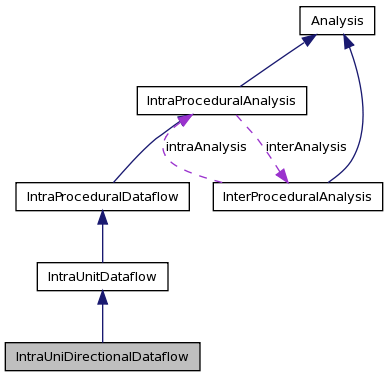 Analysis
IntraProceduralAnalysis
intraAnalysis
interAnalysis
IntraProceduralDataflow
InterProceduralAnalysis
IntraUnitDataflow
IntraUniDirectionalDataflow